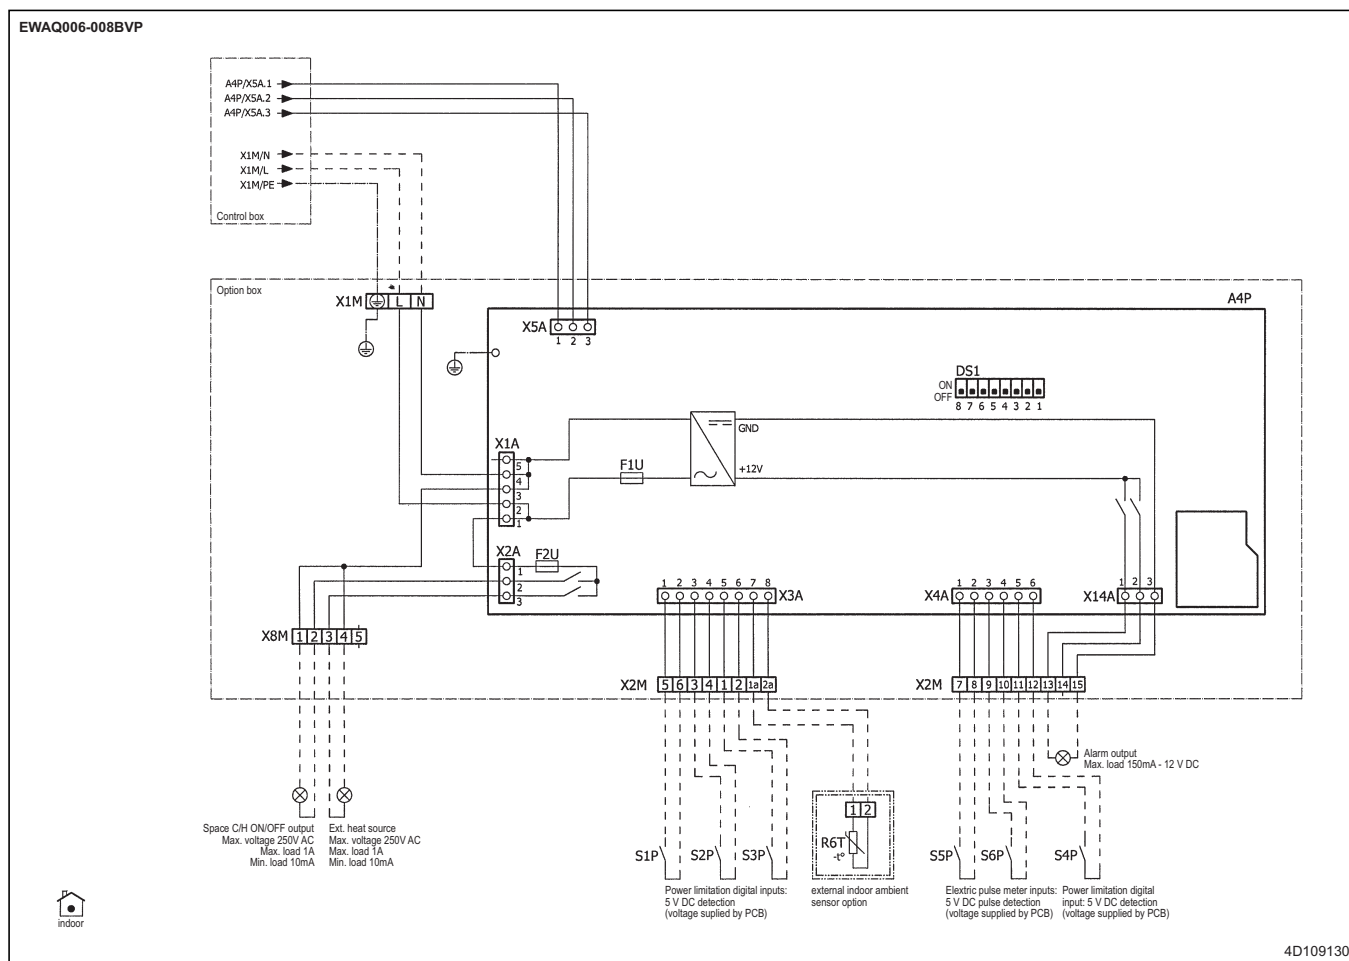 EWAQ006-008BVP
A4P/X5A.1
A4P/X5A.2
A4P/X5A.3
X1M/N
X1M/L
X1M/PE
Control box
Option box
X1M L N
A4P
X5A
1 2 3
DS1
ON
OFF
8 7 6 5 4 3 2 1
GND
X1A
F1U
+12V
5
4
3
2
1
X2A
F2U
1
2
3
1 2 3 4 5 6 7 8
X3A
1 2 3 4 5 6
X4A
1 2 3
X14A
X8M 1 2 3 4 5
X2M 5 6 3 4 1 2 1a 2a
X2M 7 8 9 10 11 12 13 14 15
Alarm output
Max. load 150mA - 12 V DC
1 2
R6T
-t°
Space C/H ON/OFF output
Max. voltage 250V AC
Max. load 1A
Min. load 10mA
Ext. heat source
Max. voltage 250V AC
Max. load 1A
Min. load 10mA
S1P
S2P
S3P
S5P
S6P
S4P
Power limitation digital inputs:
5 V DC detection
(voltage suplied by PCB)
external indoor ambient
sensor option
Elextric pulse meter inputs:
5 V DC pulse detection
(voltage supplied by PCB)
Power limitation digital
input: 5 V DC detection
(voltage supplied by PCB)
indoor
4D109130